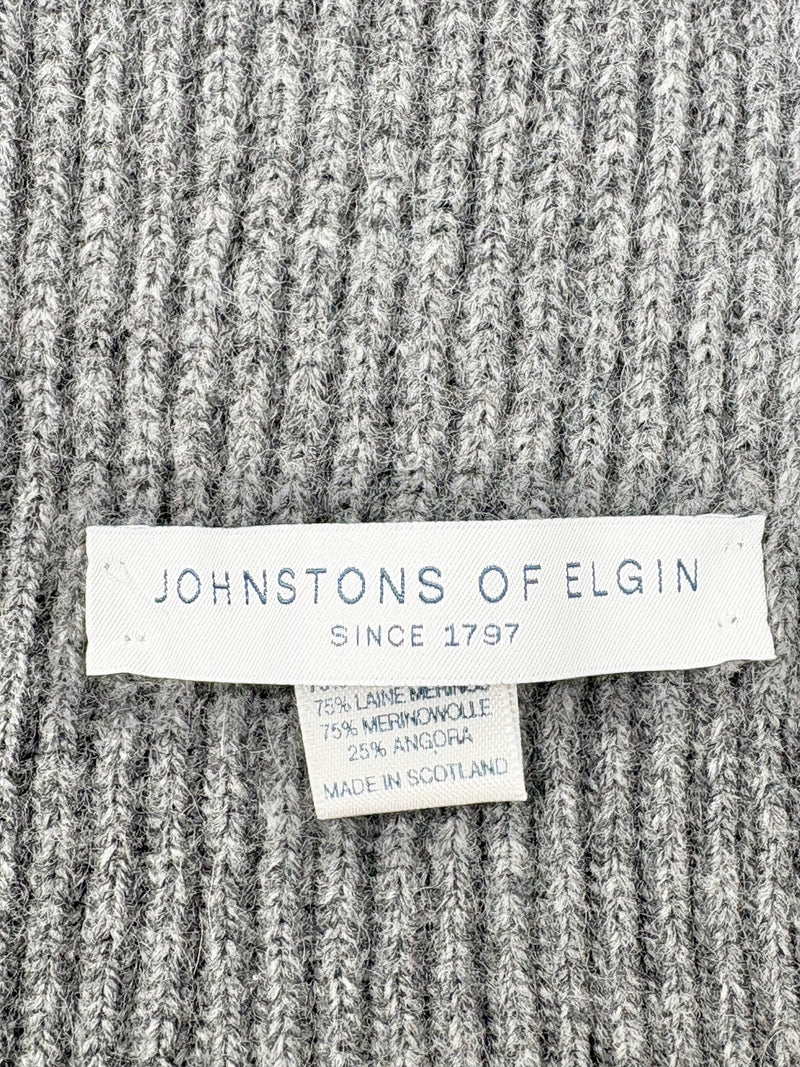 JOHNSTONS OF ELGIN
SINCE 1797
75% LAINE MERINOS
75% MERINOWOLLE
25% ANGORA
MADE IN SCOTLAND